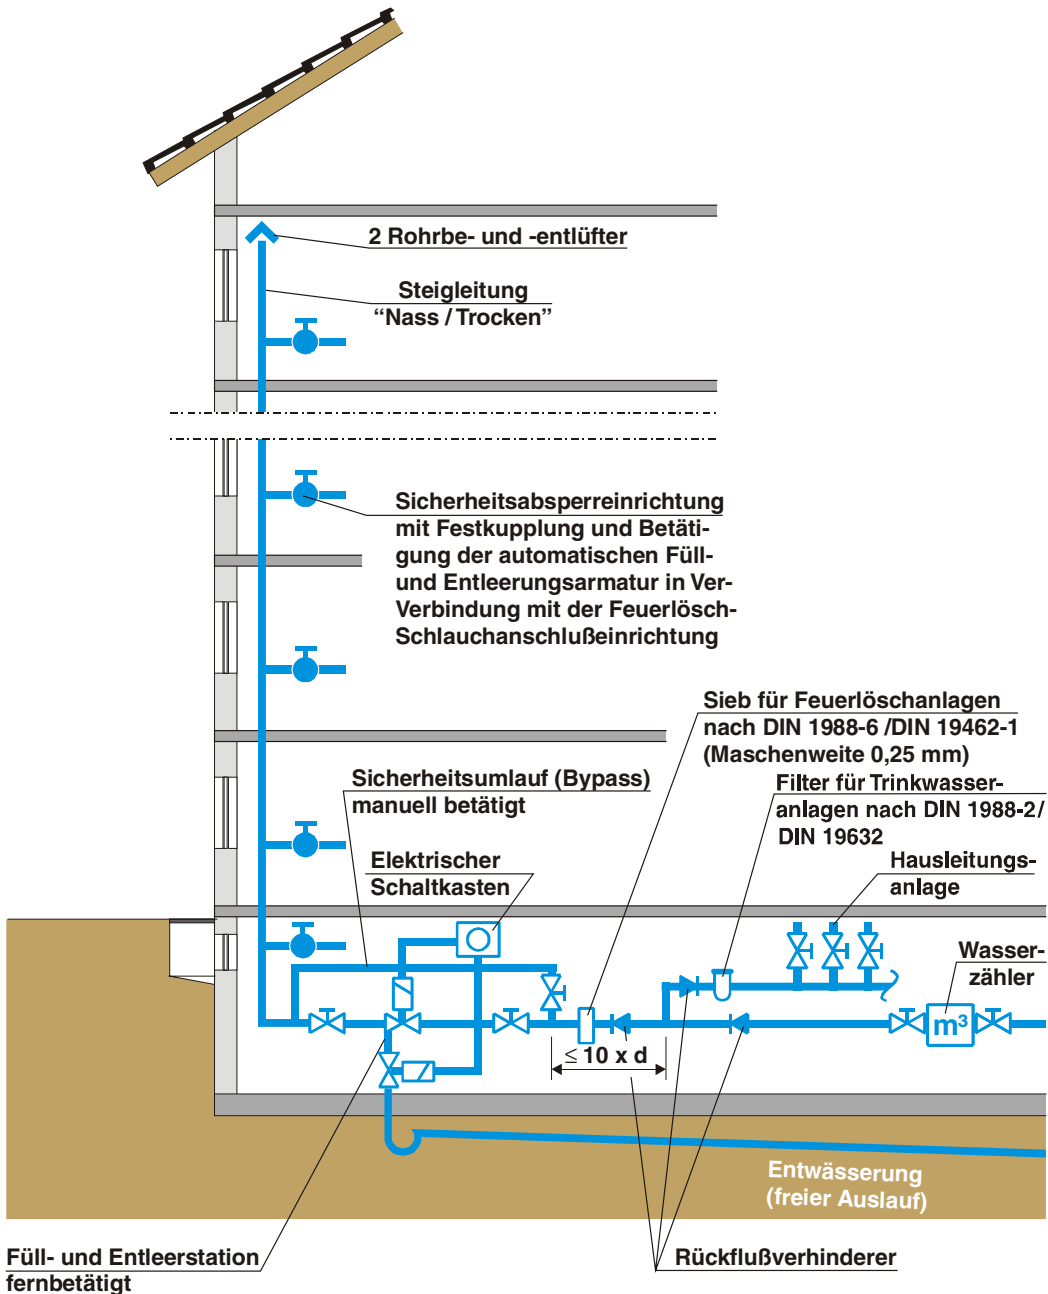 2 Rohrbe- und -entlüfter
Steigleitung
“Nass / Trocken”
Sicherheitsabsperreinrichtung
mit Festkupplung und Betäti-
gung der automatischen Füll-
und Entleerungsarmatur in Ver-
Verbindung mit der Feuerlösch-
Schlauchanschlußeinrichtung
Sieb für Feuerlöschanlagen
nach DIN 1988-6 /DIN 19462-1
(Maschenweite 0,25 mm)
Sicherheitsumlauf (Bypass)
manuell betätigt
Filter für Trinkwasser-
anlagen nach DIN 1988-2/
DIN 19632
Elektrischer
Schaltkasten
Hausleitungs-
anlage
Wasser-
zähler
m³
≤ 10 x d
Entwässerung
(freier Auslauf)
Füll- und Entleerstation
fernbetätigt
Rückflußverhinderer